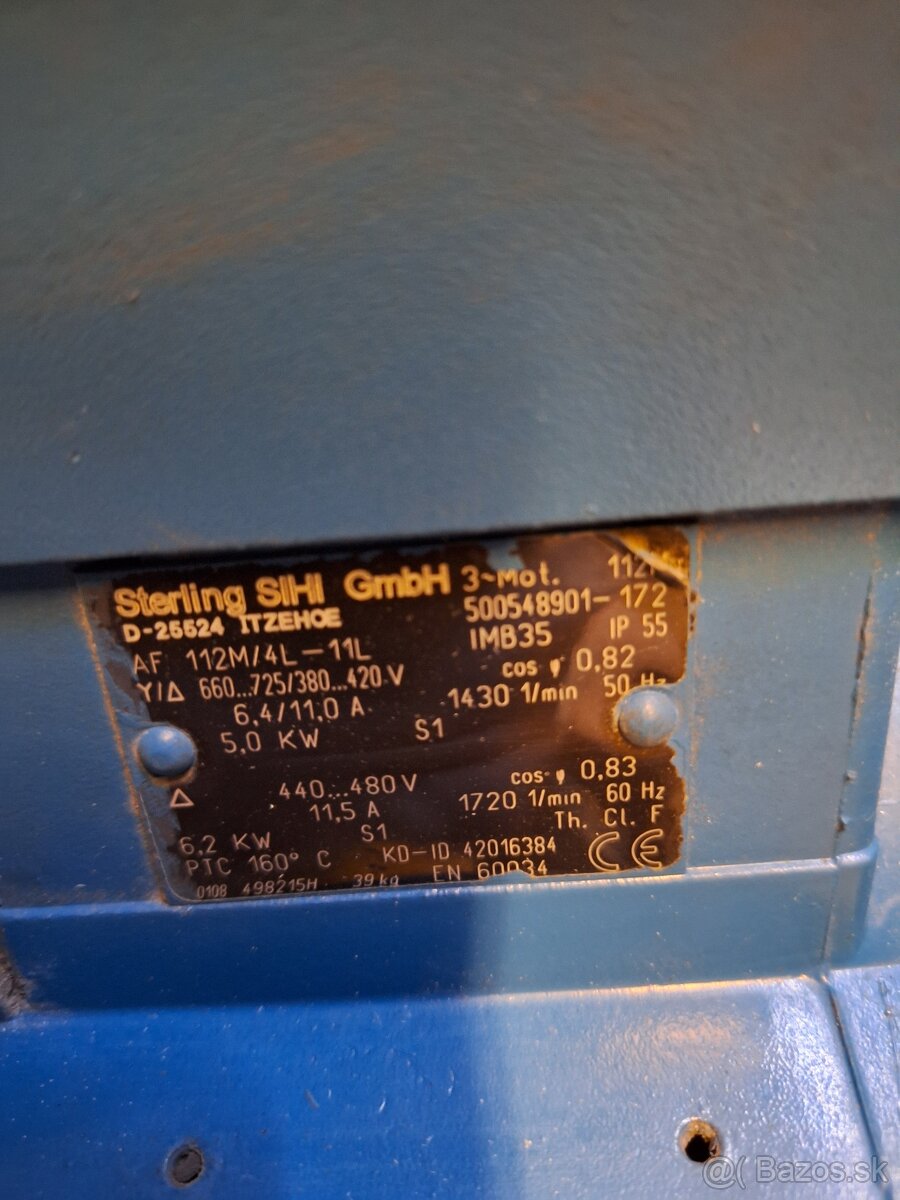 Sterling SIHI GmbH 3~Mot.
D-25524 ITZEHOE 500548901-172
AF 112M/4L-11L IMB35 IP 55
Y/Δ 660...725/380...420 V cos φ 0,82
6,4/11,0 A 1430 1/min 50 Hz
5,0 KW S1
Δ 440...480 V cos φ 0,83
11,5 A 1720 1/min 60 Hz
6,2 KW S1 Th. Cl. F
PTC 160° C KD-ID 42016384 CE
0108 498215H 39 kg EN 60034
@( Bazos.sk